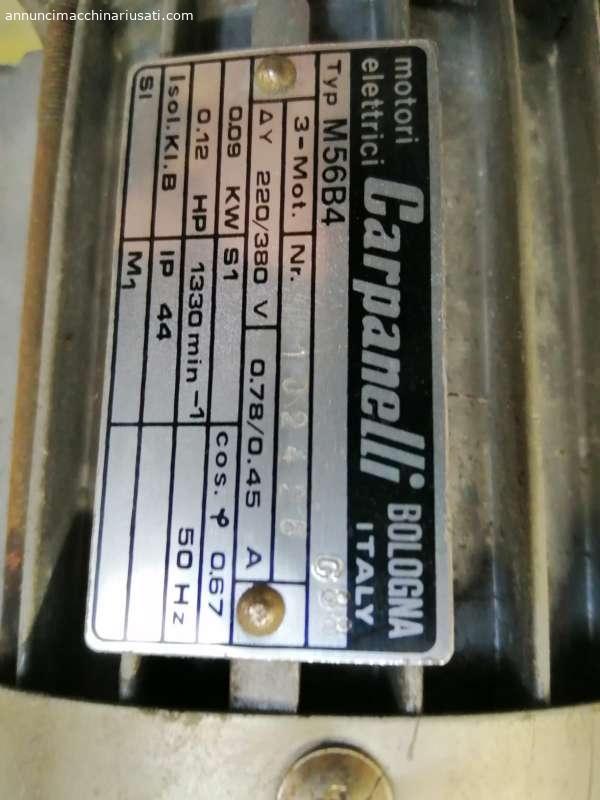 annuncimacchinariusati.com
motori
elettrici Carpanelli BOLOGNA
ITALY
Typ M56B4
3-Mot. Nr.
ΔY 220/380 V 0.78/0.45 A
0.09 KW S1 cos. φ 0.67
0.12 HP 1330min-1 50 Hz
Isol.Kl.B IP 44
SI M1